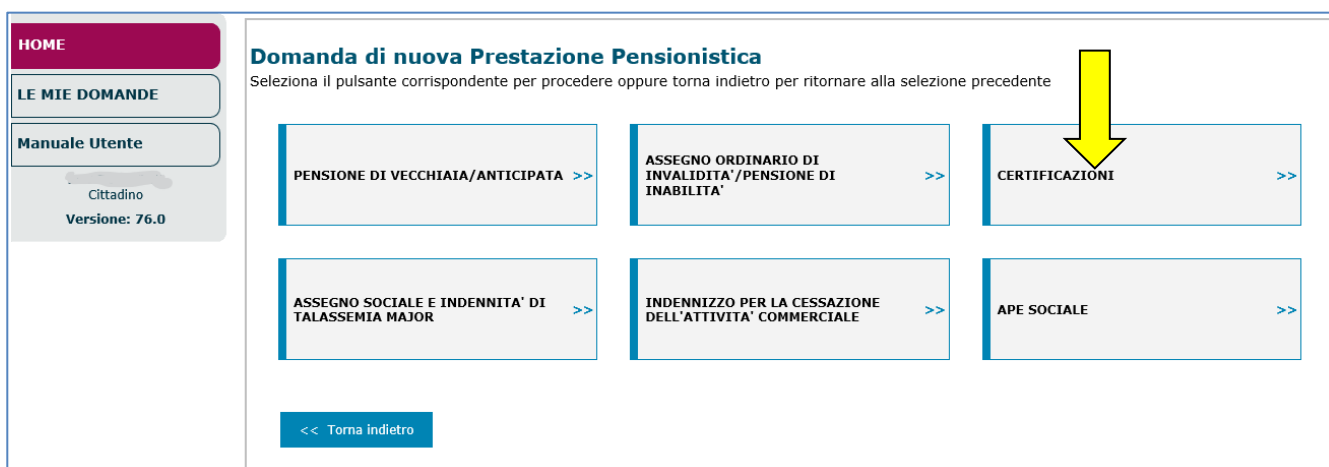 HOME
LE MIE DOMANDE
Manuale Utente
Cittadino
Versione: 76.0
Domanda di nuova Prestazione Pensionistica
Seleziona il pulsante corrispondente per procedere oppure torna indietro per ritornare alla selezione precedente
PENSIONE DI VECCHIAIA/ANTICIPATA >>
ASSEGNO ORDINARIO DI
INVALIDITA'/PENSIONE DI >>
INABILITA'
CERTIFICAZIONI >>
ASSEGNO SOCIALE E INDENNITA' DI >>
TALASSEMIA MAJOR
INDENNIZZO PER LA CESSAZIONE >>
DELL'ATTIVITA' COMMERCIALE
APE SOCIALE >>
<< Torna indietro